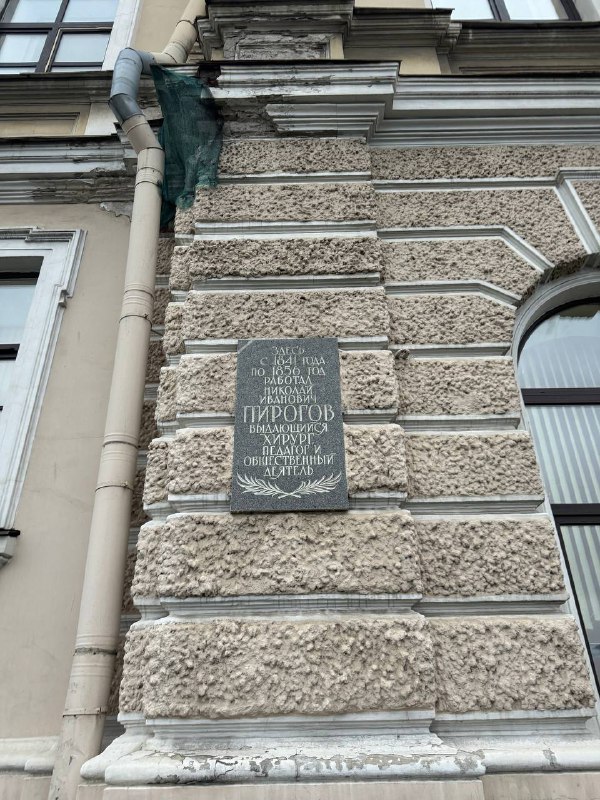 ЗДЕСЬ
С 1841 ГОДА
ПО 1856 ГОД
РАБОТАЛ
НИКОЛАЙ
ИВАНОВИЧ
ПИРОГОВ
ВЫДАЮЩИЙСЯ
ХИРУРГ
ПЕДАГОГ И
ОБЩЕСТВЕННЫЙ
ДЕЯТЕЛЬ